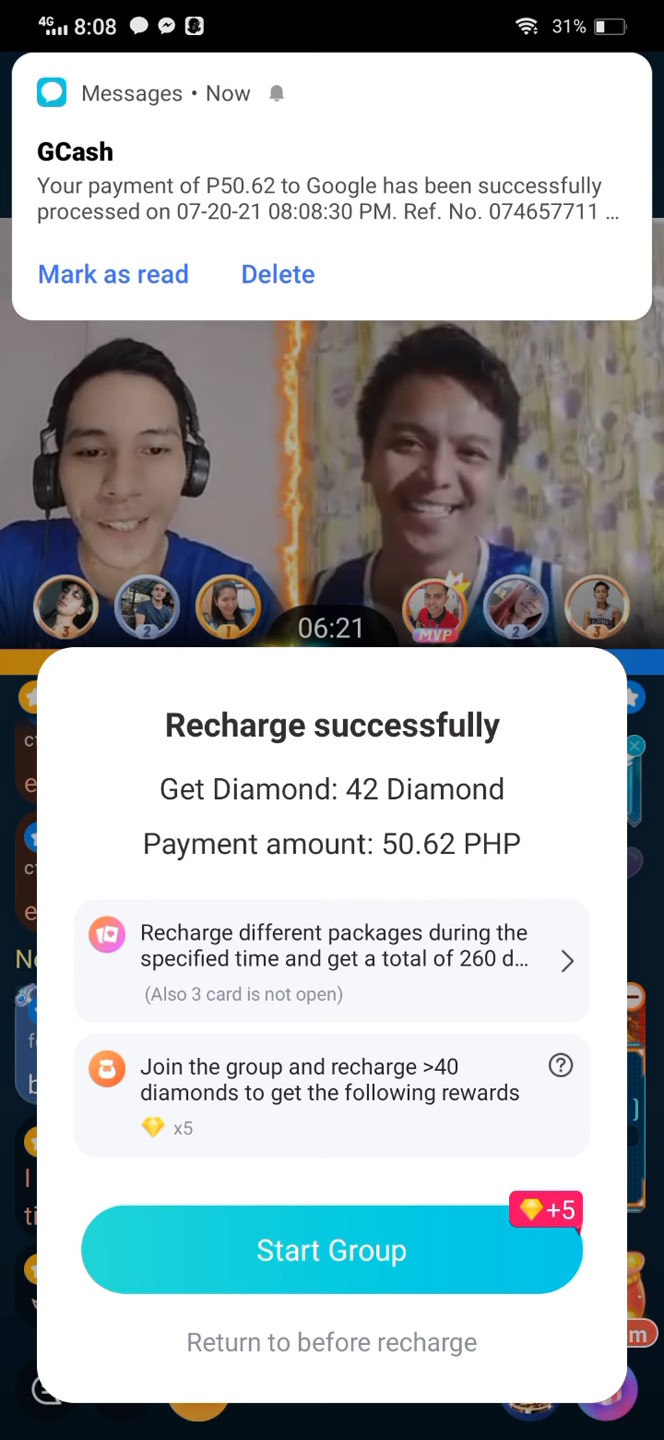 4G 8:08 31%
Messages • Now
GCash
Your payment of P50.62 to Google has been successfully
processed on 07-20-21 08:08:30 PM. Ref. No. 074657711 ...
Mark as read Delete
3 2 1 MVP 2 3
06:21
Recharge successfully
Get Diamond: 42 Diamond
Payment amount: 50.62 PHP
Recharge different packages during the
specified time and get a total of 260 d...
(Also 3 card is not open)
Join the group and recharge >40
diamonds to get the following rewards
x5
+5
Start Group
Return to before recharge